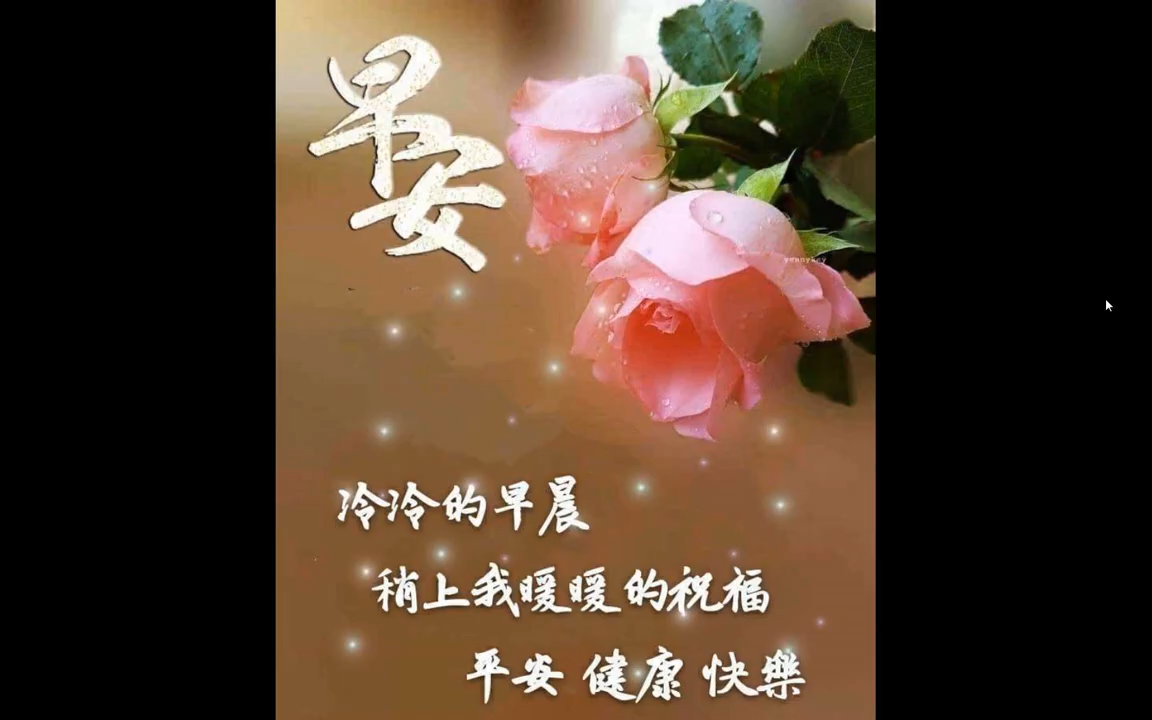 早安
冷冷的早晨
稍上我暖暖的祝福
平安 健康 快樂